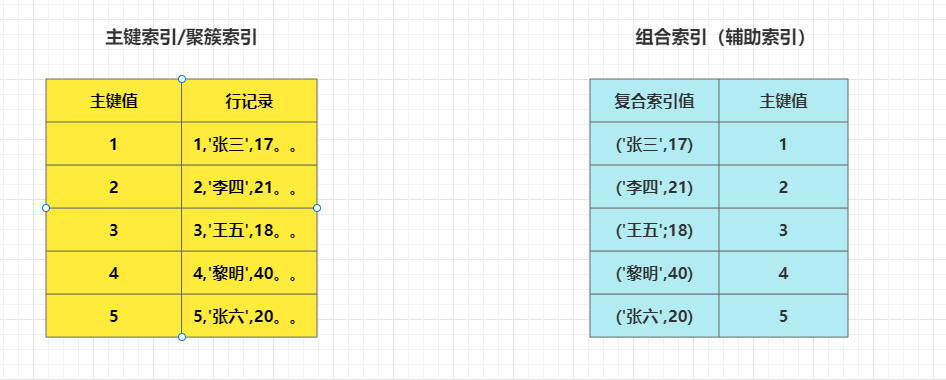 主键索引/聚簇索引
主键值 行记录
1 1,'张三',17。。
2 2,'李四',21。。
3 3,'王五',18。。
4 4,'黎明',40。。
5 5,'张六',20。。
组合索引（辅助索引）
复合索引值 主键值
('张三',17) 1
('李四',21) 2
('王五';18) 3
('黎明',40) 4
('张六',20) 5